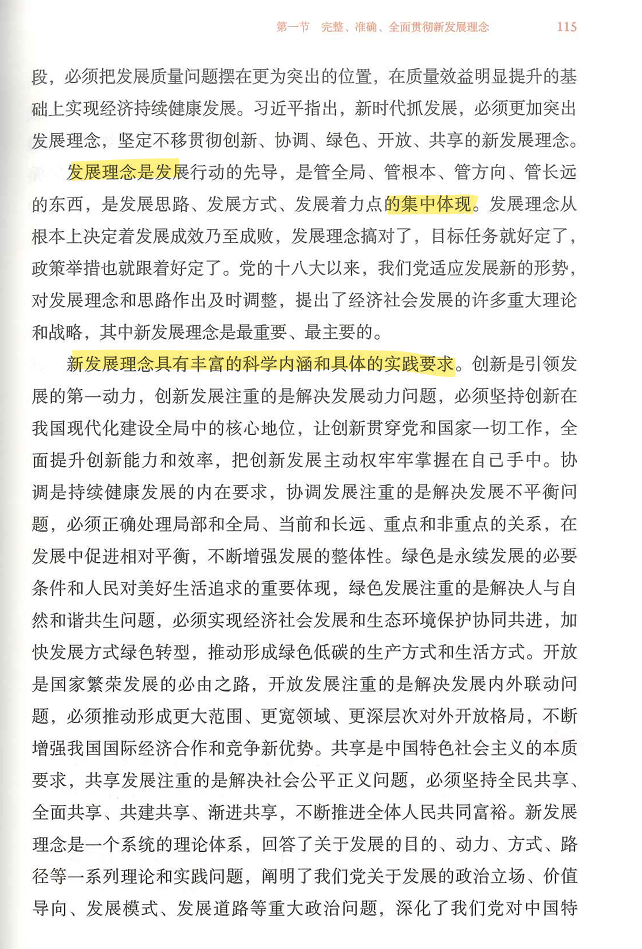 第一节 完整、准确、全面贯彻新发展理念 115
段，必须把发展质量问题摆在更为突出的位置，在质量效益明显提升的基
础上实现经济持续健康发展。习近平指出，新时代抓发展，必须更加突出
发展理念，坚定不移贯彻创新、协调、绿色、开放、共享的新发展理念。
发展理念是发展行动的先导，是管全局、管根本、管方向、管长远
的东西，是发展思路、发展方式、发展着力点的集中体现。发展理念从
根本上决定着发展成效乃至成败，发展理念搞对了，目标任务就好定了，
政策举措也就跟着好定了。党的十八大以来，我们党适应发展新的形势，
对发展理念和思路作出及时调整，提出了经济社会发展的许多重大理论
和战略，其中新发展理念是最重要、最主要的。
新发展理念具有丰富的科学内涵和具体的实践要求。创新是引领发
展的第一动力，创新发展注重的是解决发展动力问题，必须坚持创新在
我国现代化建设全局中的核心地位，让创新贯穿党和国家一切工作，全
面提升创新能力和效率，把创新发展主动权牢牢掌握在自己手中。协
调是持续健康发展的内在要求，协调发展注重的是解决发展不平衡问
题，必须正确处理局部和全局、当前和长远、重点和非重点的关系，在
发展中促进相对平衡，不断增强发展的整体性。绿色是永续发展的必要
条件和人民对美好生活追求的重要体现，绿色发展注重的是解决人与自
然和谐共生问题，必须实现经济社会发展和生态环境保护协同共进，加
快发展方式绿色转型，推动形成绿色低碳的生产方式和生活方式。开放
是国家繁荣发展的必由之路，开放发展注重的是解决发展内外联动问
题，必须推动形成更大范围、更宽领域、更深层次对外开放格局，不断
增强我国国际经济合作和竞争新优势。共享是中国特色社会主义的本质
要求，共享发展注重的是解决社会公平正义问题，必须坚持全民共享、
全面共享、共建共享、渐进共享，不断推进全体人民共同富裕。新发展
理念是一个系统的理论体系，回答了关于发展的目的、动力、方式、路
径等一系列理论和实践问题，阐明了我们党关于发展的政治立场、价值
导向、发展模式、发展道路等重大政治问题，深化了我们党对中国特